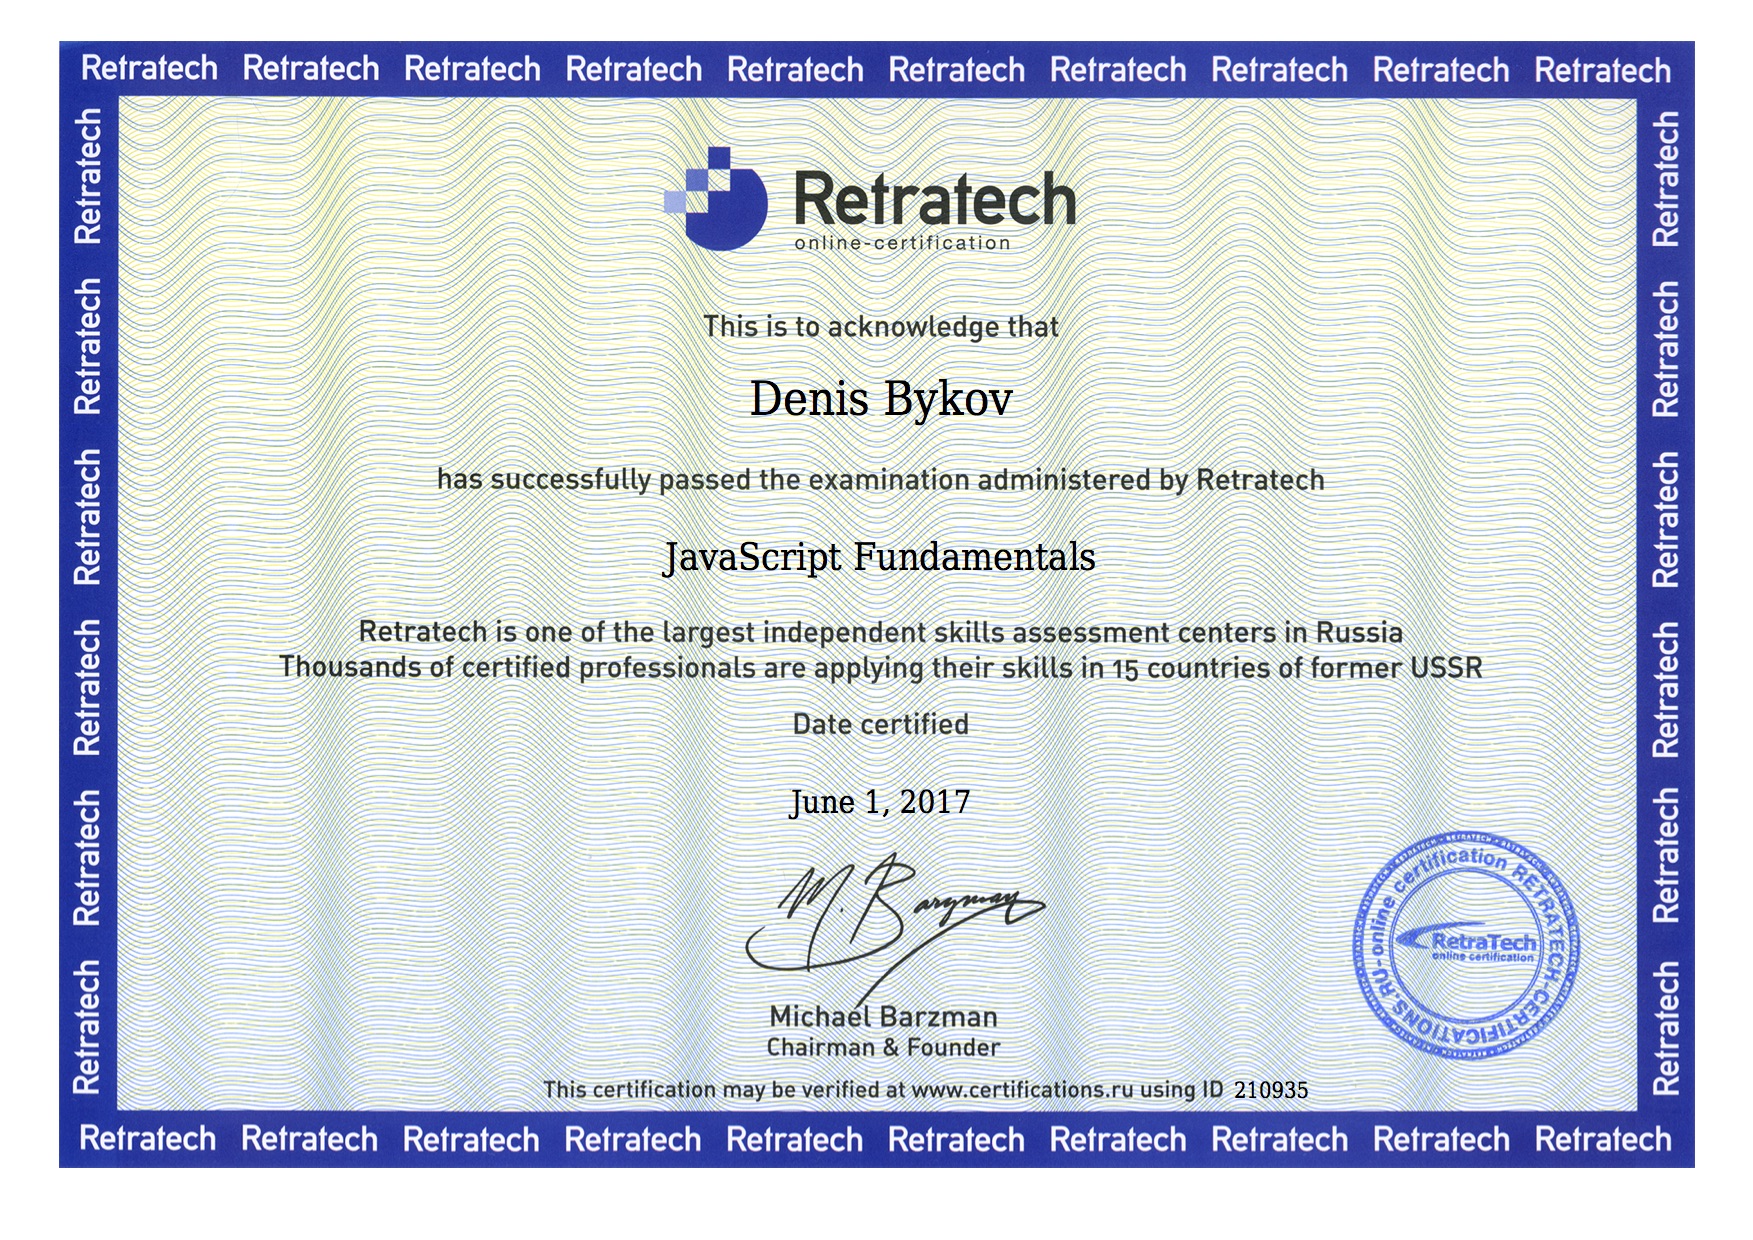 Retratech Retratech Retratech Retratech Retratech Retratech Retratech Retratech Retratech Retratech
Retratech
Retratech
Retratech
Retratech
Retratech
Retratech
Retratech
online-certification
This is to acknowledge that
Denis Bykov
has successfully passed the examination administered by Retratech
JavaScript Fundamentals
Retratech is one of the largest independent skills assessment centers in Russia
Thousands of certified professionals are applying their skills in 15 countries of former USSR
Date certified
June 1, 2017
M. Barzman
Michael Barzman
Chairman & Founder
RETRATECH-CERTIFICATIONS.RU-online certification
RetraTech
online certification
This certification may be verified at www.certifications.ru using ID 210935
Retratech
Retratech
Retratech
Retratech
Retratech
Retratech
Retratech Retratech Retratech Retratech Retratech Retratech Retratech Retratech Retratech Retratech